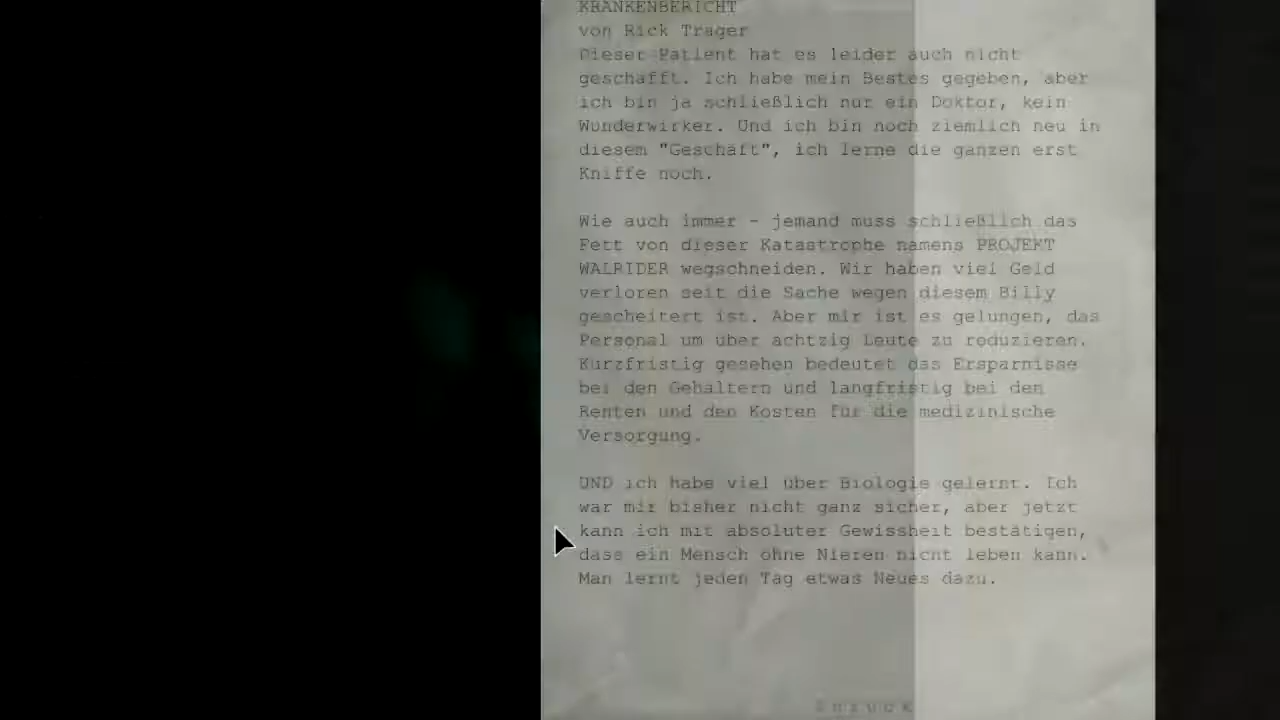 KRANKENBERICHT
von Rick Trager
Dieser Patient hat es leider auch nicht
geschafft. Ich habe mein Bestes gegeben, aber
ich bin ja schließlich nur ein Doktor, kein
Wunderwirker. Und ich bin noch ziemlich neu in
diesem "Geschäft", ich lerne die ganzen erst
Kniffe noch.
Wie auch immer - jemand muss schließlich das
Fett von dieser Katastrophe namens PROJEKT
WALRIDER wegschneiden. Wir haben viel Geld
verloren seit die Sache wegen diesem Billy
gescheitert ist. Aber mir ist es gelungen, das
Personal um über achtzig Leute zu reduzieren.
Kurzfristig gesehen bedeutet das Ersparnisse
bei den Gehältern und langfristig bei den
Renten und den Kosten für die medizinische
Versorgung.
UND ich habe viel über Biologie gelernt. Ich
war mir bisher nicht ganz sicher, aber jetzt
kann ich mit absoluter Gewissheit bestätigen,
dass ein Mensch ohne Nieren nicht leben kann.
Man lernt jeden Tag etwas Neues dazu.
Zurück